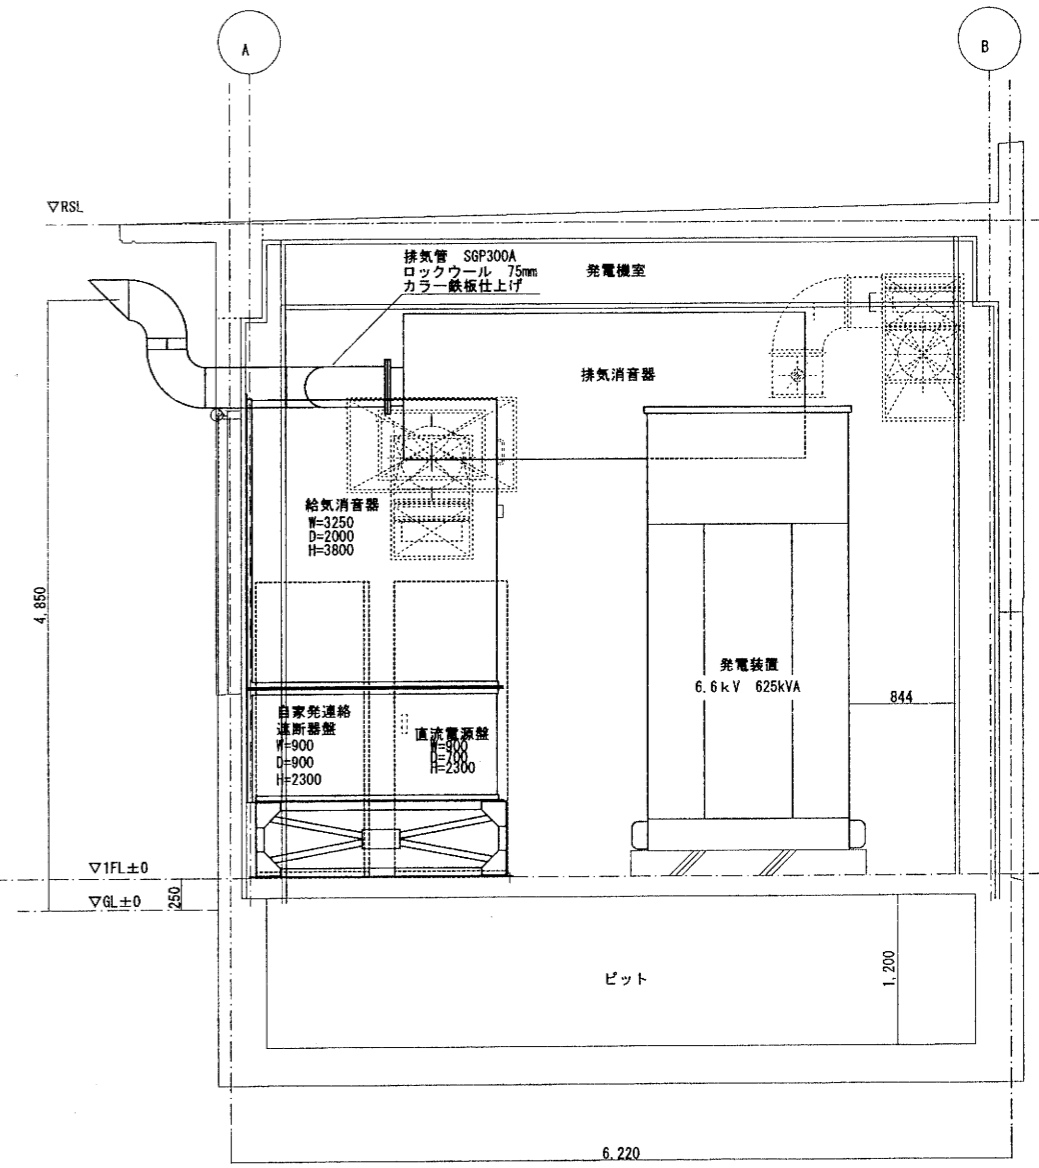 A
B
▽RSL
排気管 SGP300A
ロックウール 75mm
カラー鉄板仕上げ
発電機室
排気消音器
給気消音器
W=3250
D=2000
H=3800
4,850
発電装置
6.6kV 625kVA
844
自家発連絡
遮断器盤
W=900
D=900
H=2300
直流電源盤
W=900
D=700
H=2300
▽1FL±0
▽GL±0
250
ピット
1,200
6,220